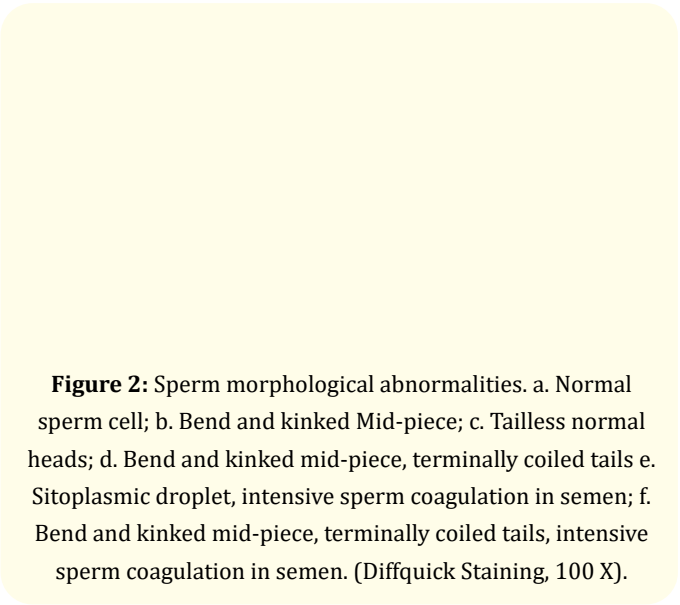 Figure 2: Sperm morphological abnormalities. a. Normal
sperm cell; b. Bend and kinked Mid-piece; c. Tailless normal
heads; d. Bend and kinked mid-piece, terminally coiled tails e.
Sitoplasmic droplet, intensive sperm coagulation in semen; f.
Bend and kinked mid-piece, terminally coiled tails, intensive
sperm coagulation in semen. (Diffquick Staining, 100 X).